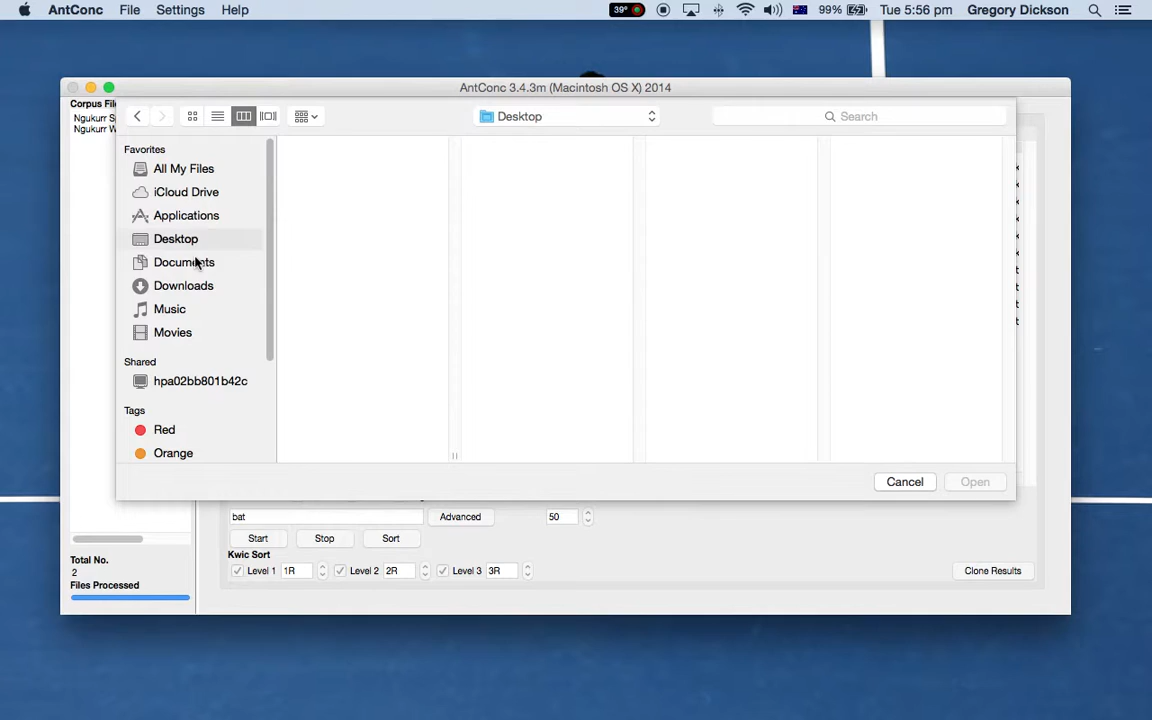 AntConc File Settings Help 39° 99% Tue 5:56 pm Gregory Dickson
AntConc 3.4.3m (Macintosh OS X) 2014
Corpus File
Ngukurr S
Ngukurr W
Desktop
Search
Favorites
All My Files
iCloud Drive
Applications
Desktop
Documents
Downloads
Music
Movies
Shared
hpa02bb801b42c
Tags
Red
Orange
Cancel Open
bat Advanced 50
Start Stop Sort
Kwic Sort
Level 1 1R Level 2 2R Level 3 3R Clone Results
Total No.
2
Files Processed